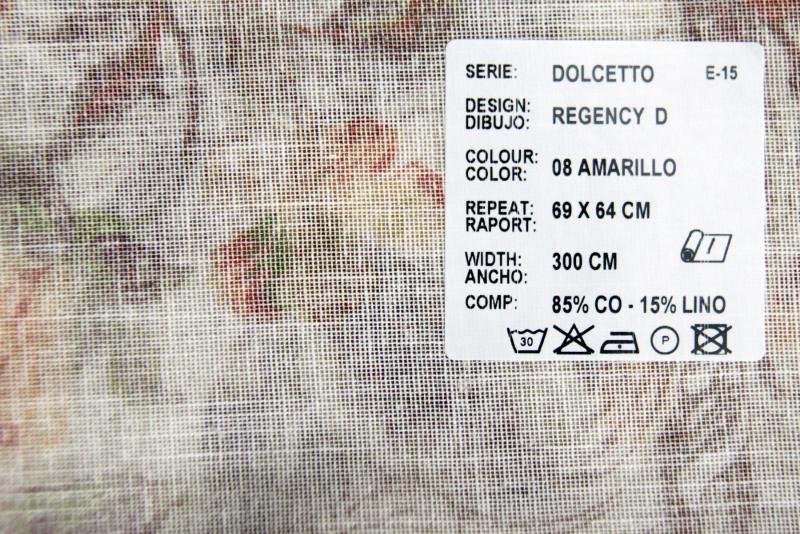 SERIE: DOLCETTO E-15
DESIGN: REGENCY D
DIBUJO:
COLOUR: 08 AMARILLO
COLOR:
REPEAT: 69 X 64 CM
RAPORT:
WIDTH: 300 CM
ANCHO:
COMP: 85% CO - 15% LINO
30 P